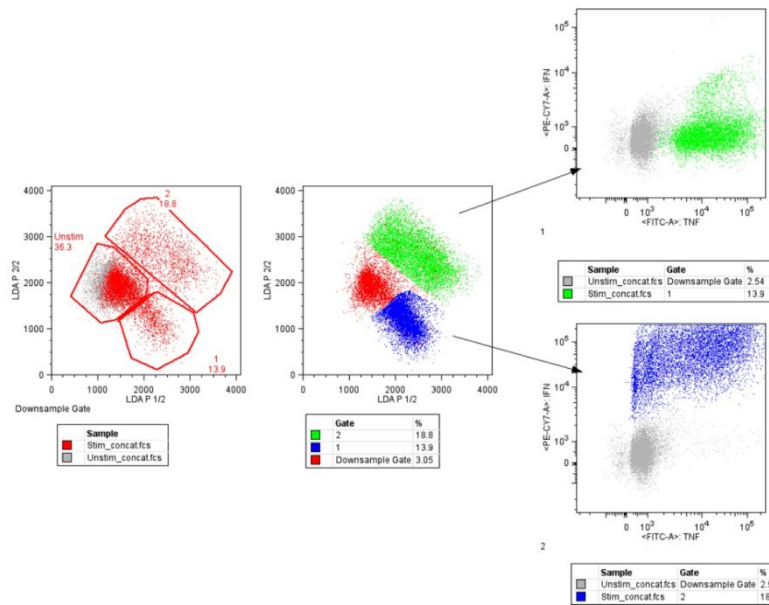 4000
3000
2000
1000
0
LDA P 2/2
2
18.8
Unstim
36.3
1
13.9
0 1000 2000 3000 4000
LDA P 1/2
Downsample Gate
Sample
Stim_concat.fcs
Unstim_concat.fcs
4000
3000
2000
1000
0
LDA P 2/2
0 1000 2000 3000 4000
LDA P 1/2
Gate %
2 18.8
1 13.9
Downsample Gate 3.05
10^5
10^4
10^3
0
<PE-CY7-A>: IFN
0 10^3 10^4 10^5
<FITC-A>: TNF
1
Sample Gate %
Unstim_concat.fcs Downsample Gate 2.54
Stim_concat.fcs 1 13.9
10^5
10^4
10^3
0
<PE-CY7-A>: IFN
0 10^3 10^4 10^5
<FITC-A>: TNF
2
Sample Gate %
Unstim_concat.fcs Downsample Gate
Stim_concat.fcs 2